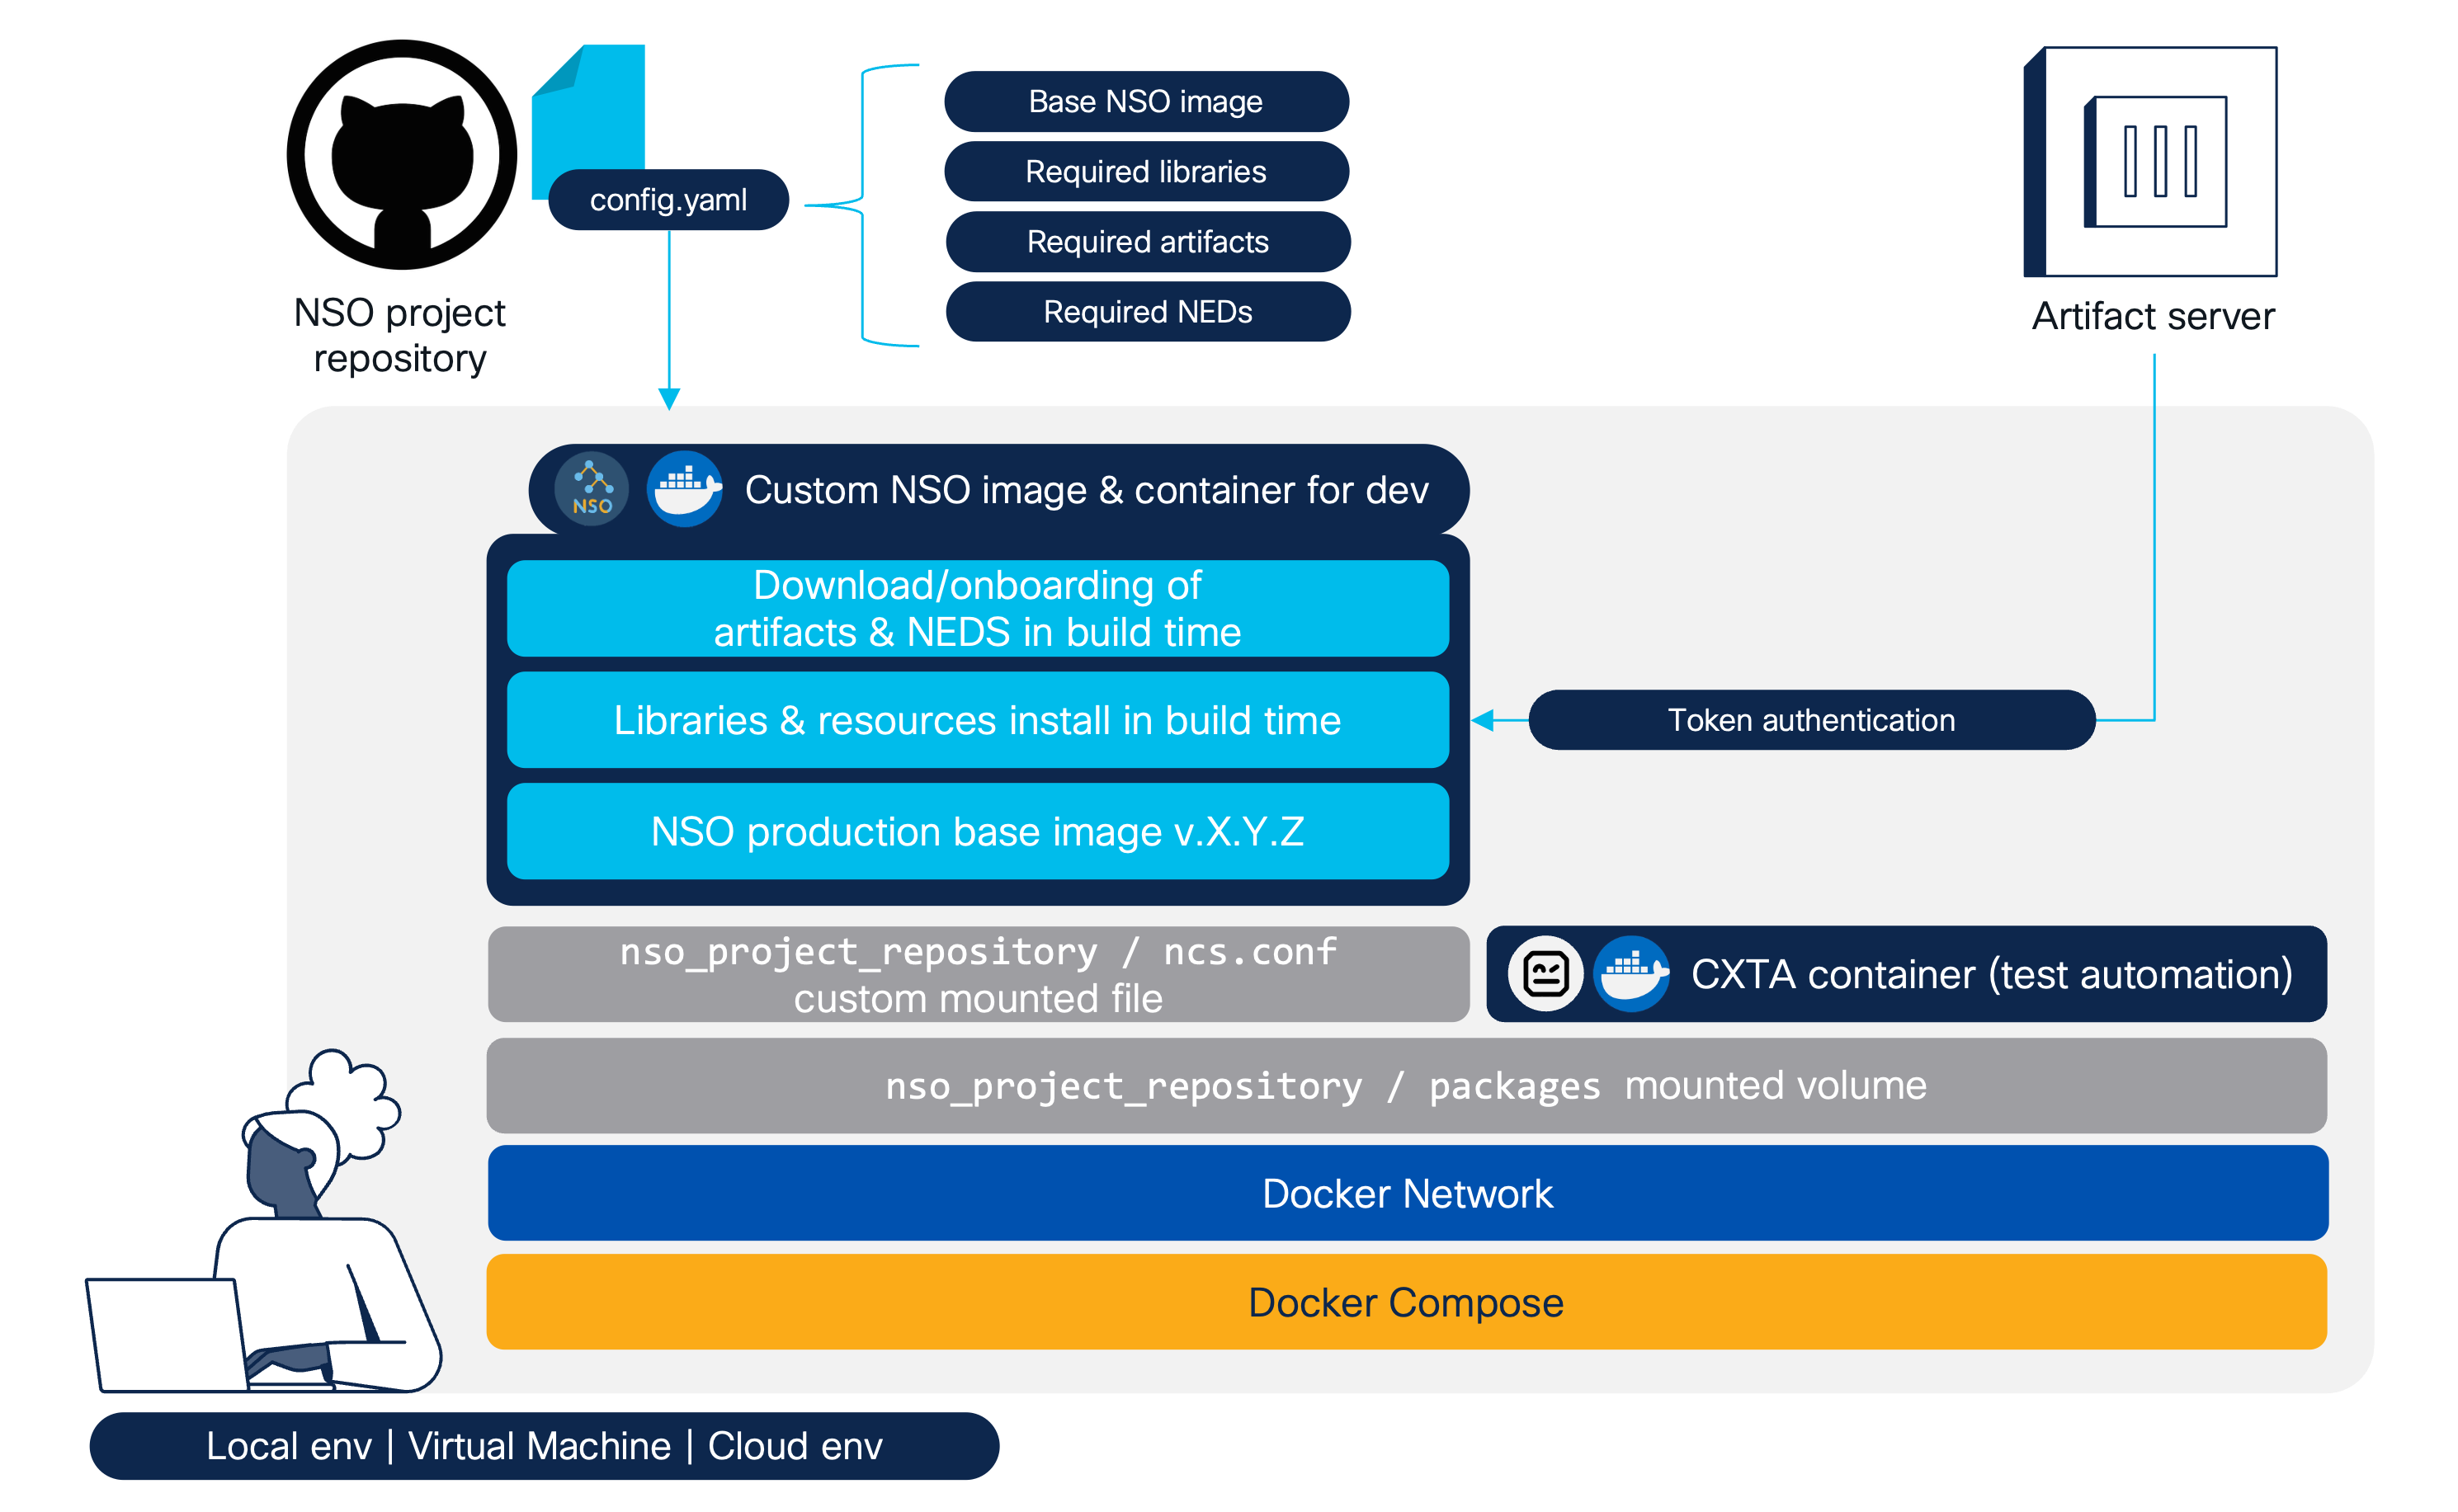 Base NSO image
Required libraries
config.yaml
Required artifacts
Required NEDs
NSO project
repository
Artifact server
NSO
Custom NSO image & container for dev
Download/onboarding of
artifacts & NEDS in build time
Libraries & resources install in build time
Token authentication
NSO production base image v.X.Y.Z
nso_project_repository / ncs.conf
custom mounted file
CXTA container (test automation)
nso_project_repository / packages mounted volume
Docker Network
Docker Compose
Local env | Virtual Machine | Cloud env